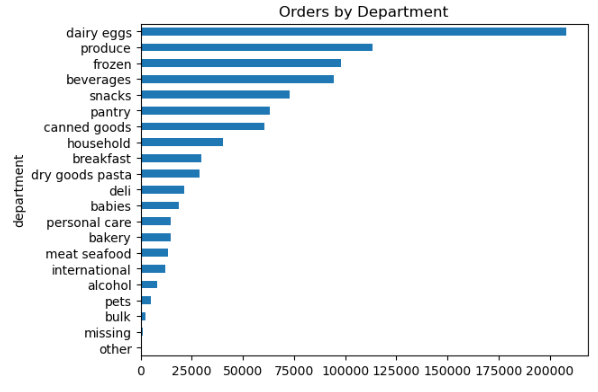 Orders by Department
dairy eggs
produce
frozen
beverages
snacks
pantry
canned goods
household
breakfast
dry goods pasta
deli
babies
personal care
bakery
meat seafood
international
alcohol
pets
bulk
missing
other
department
0 25000 50000 75000 100000 125000 150000 175000 200000